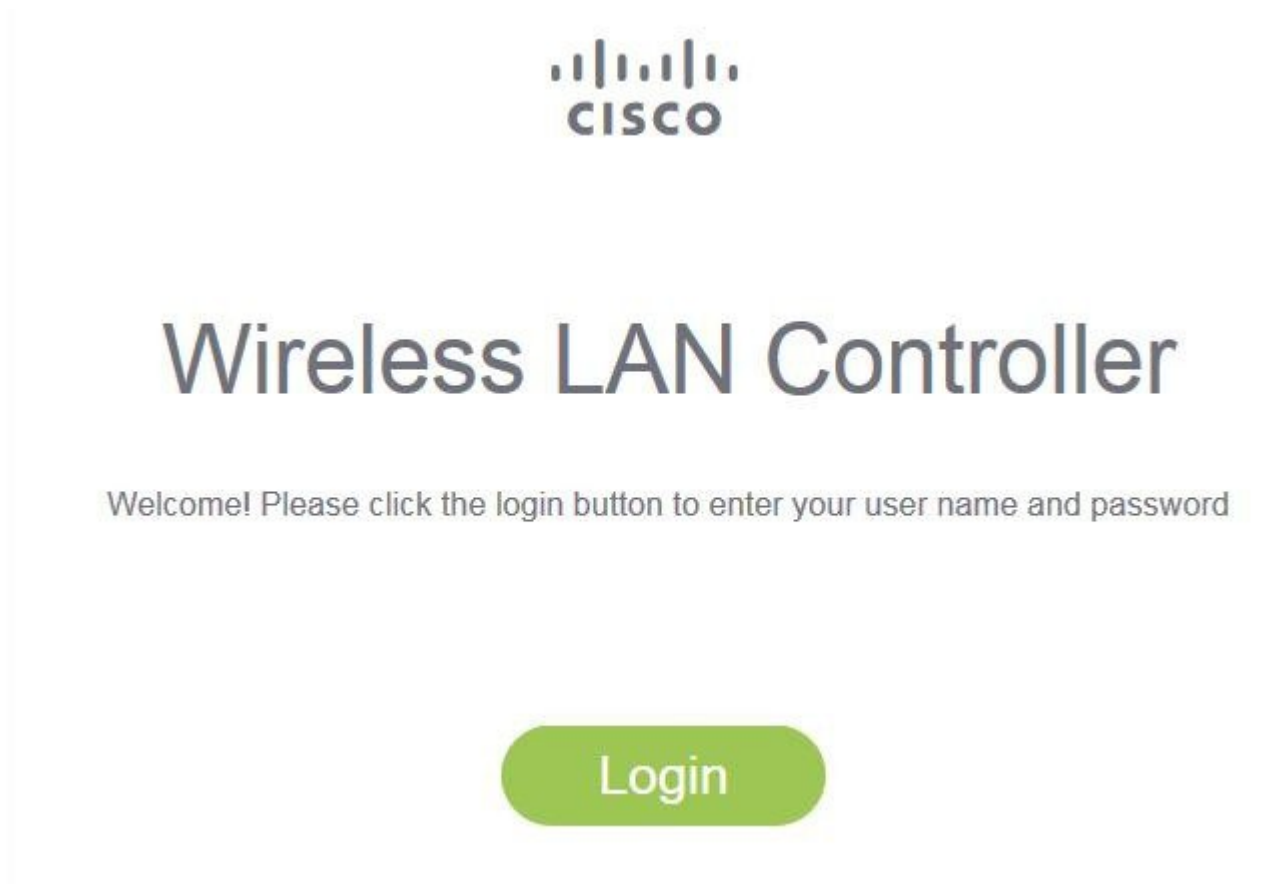 CISCO
Wireless LAN Controller
Welcome! Please click the login button to enter your user name and password
Login